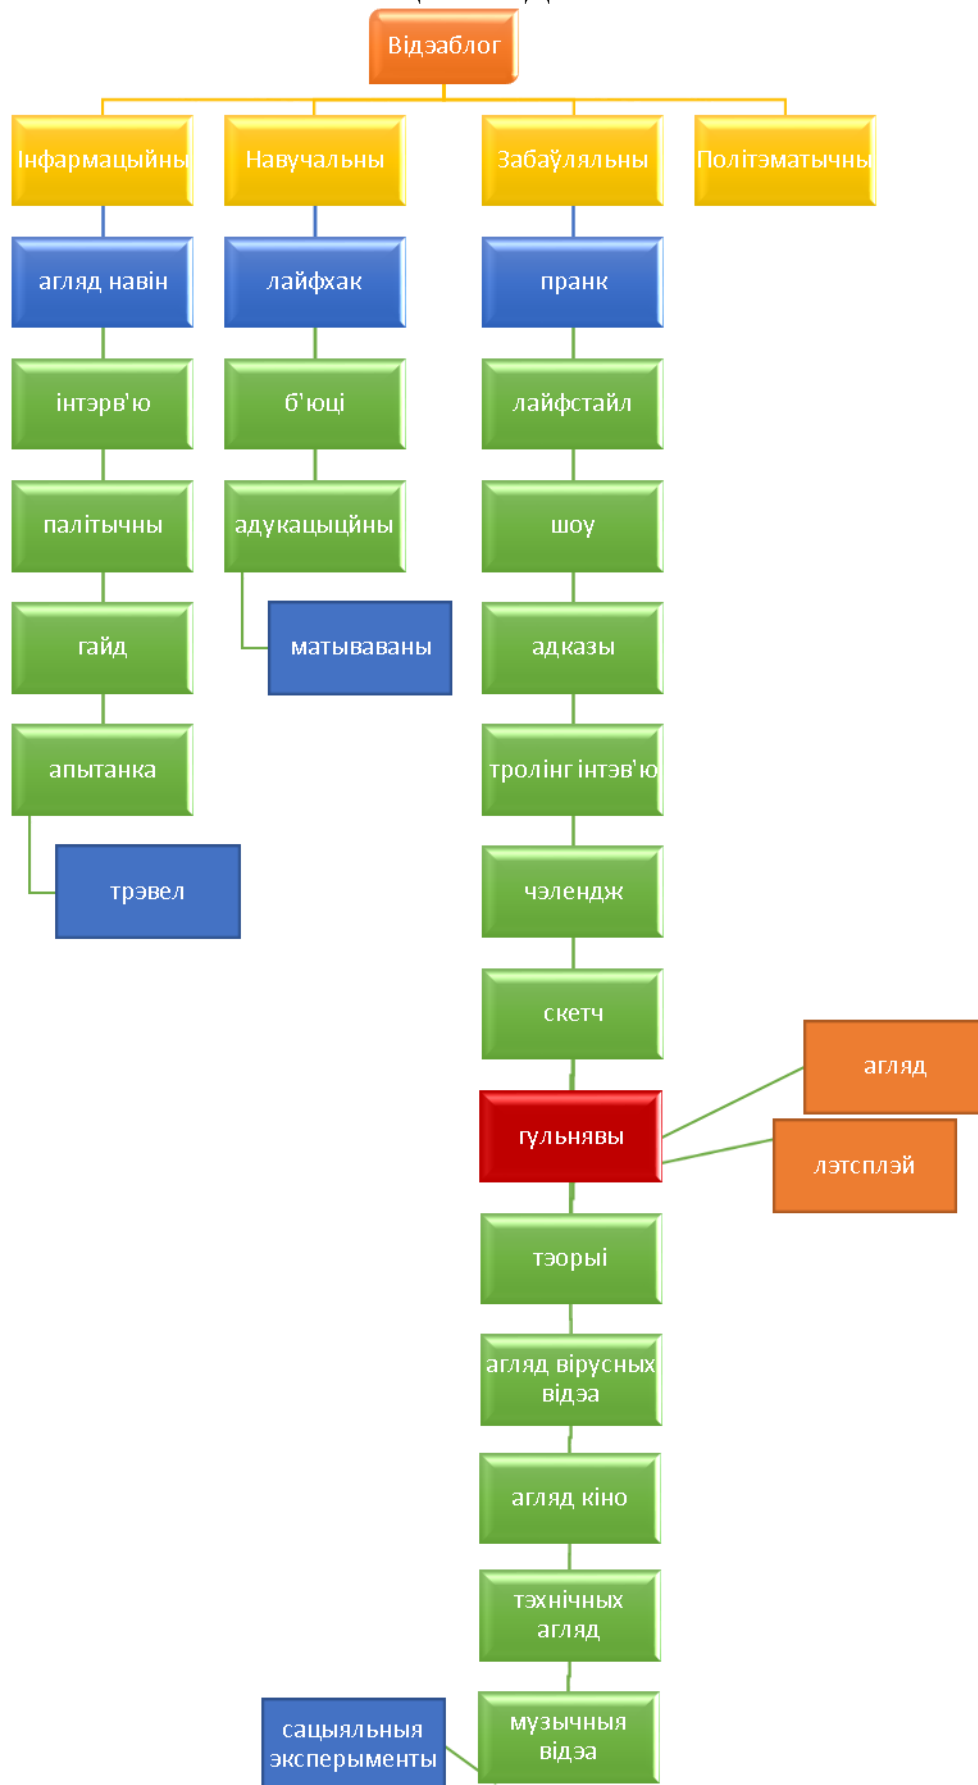 Відэаблог
Інфармацыйны
Навучальны
Забаўляльны
Політэматычны
агляд навін
лайфхак
пранк
інтэрв'ю
б'юці
лайфстайл
палітычны
адукацыцйны
шоу
гайд
матываваны
адказы
апытанка
тролінг інтэв'ю
трэвел
чэлендж
скетч
агляд
гульнявы
лэтсплэй
тэорыі
агляд вірусных
відэа
агляд кіно
тэхнічных
агляд
сацыяльныя
эксперыменты
музычныя
відэа